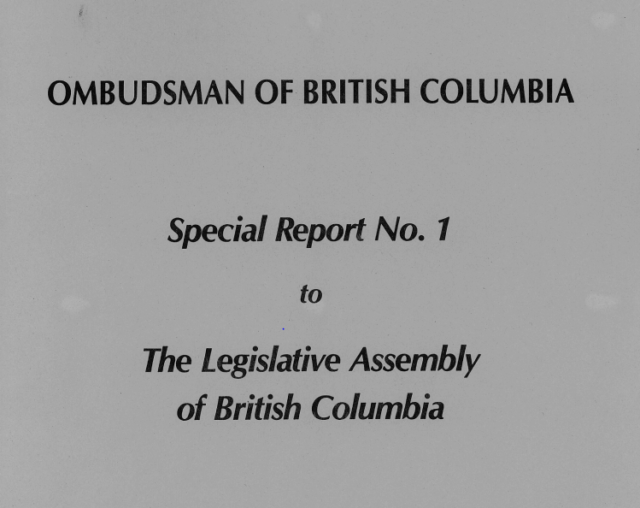 OMBUDSMAN OF BRITISH COLUMBIA
Special Report No. 1
to
The Legislative Assembly
of British Columbia